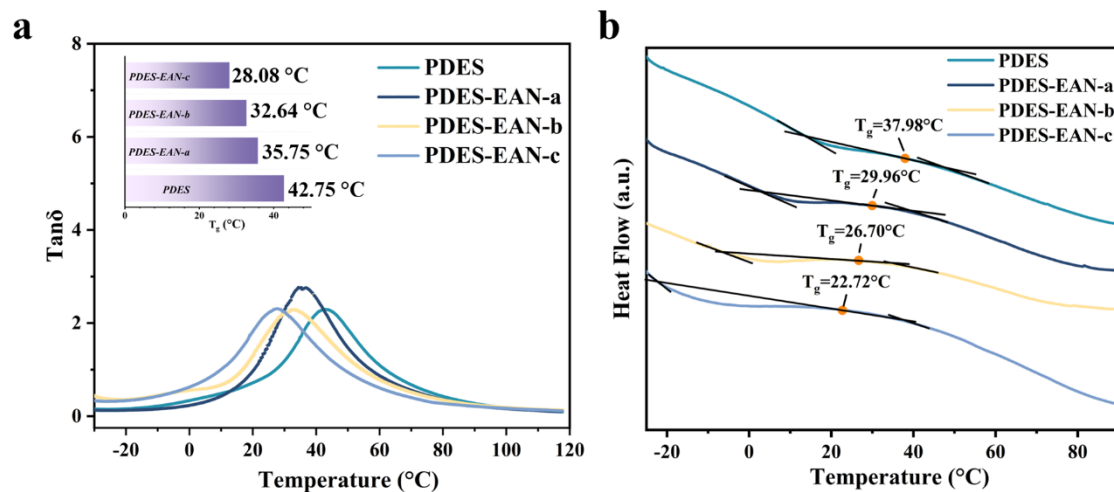 a
8
6
4
2
0
Tanδ
-20 0 20 40 60 80 100 120
Temperature (°C)
PDES-EAN-c 28.08 °C
PDES-EAN-b 32.64 °C
PDES-EAN-a 35.75 °C
PDES 42.75 °C
0 20 40
Tg (°C)
PDES
PDES-EAN-a
PDES-EAN-b
PDES-EAN-c
b
Heat Flow (a.u.)
PDES
PDES-EAN-a
PDES-EAN-b
PDES-EAN-c
Tg=37.98°C
Tg=29.96°C
Tg=26.70°C
Tg=22.72°C
-20 0 20 40 60 80
Temperature (°C)